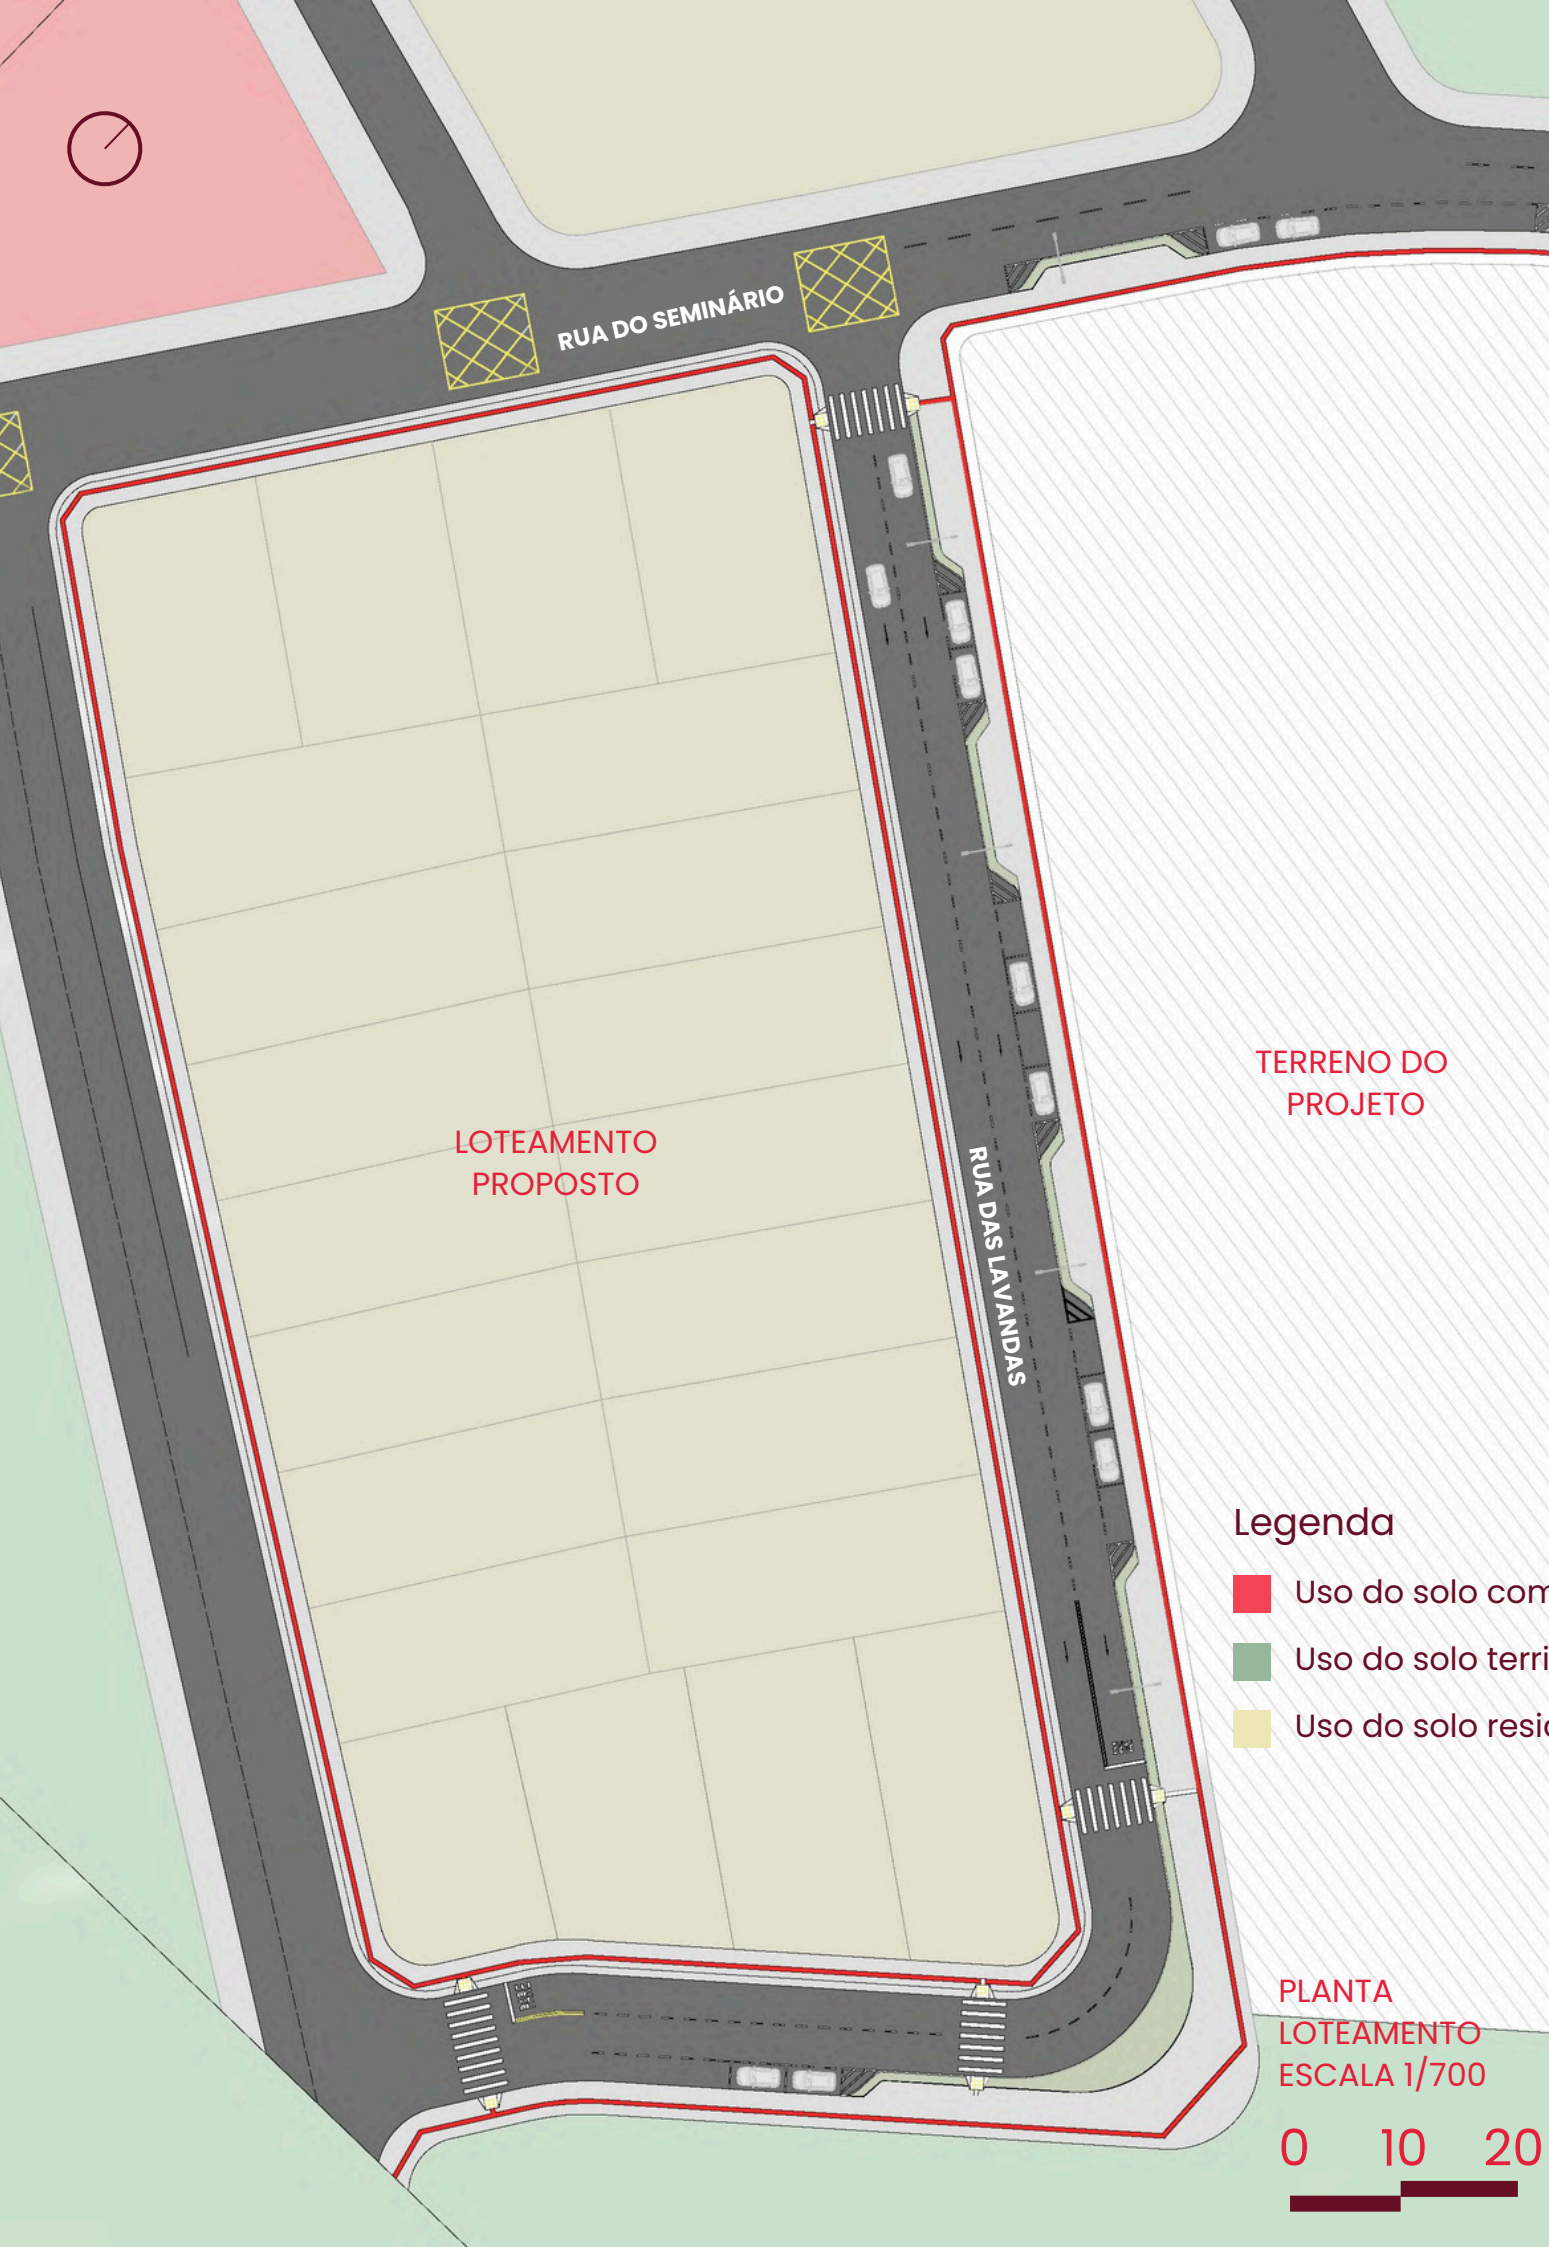 RUA DO SEMINÁRIO
TERRENO DO
PROJETO
LOTEAMENTO
PROPOSTO
RUA DAS LAVANDAS
Legenda
Uso do solo com
Uso do solo terri
Uso do solo resid
PLANTA
LOTEAMENTO
ESCALA 1/700
0 10 20